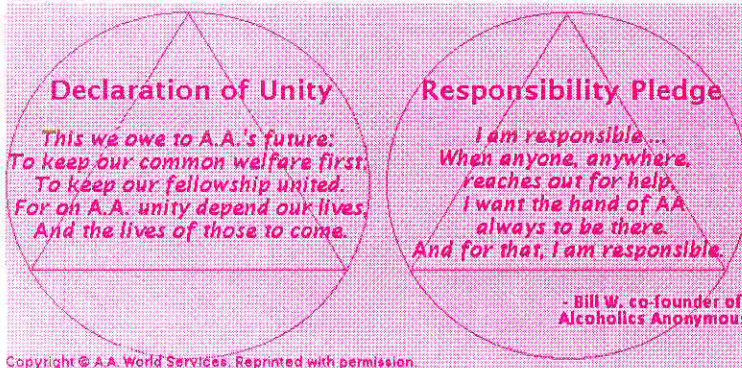 Declaration of Unity
This we owe to A.A.'s future:
To keep our common welfare first;
To keep our fellowship united.
For on A.A. unity depend our lives,
And the lives of those to come.
Responsibility Pledge
I am responsible...
When anyone, anywhere,
reaches out for help,
I want the hand of AA
always to be there.
And for that, I am responsible.
- Bill W. co-founder of
Alcoholics Anonymous
Copyright © A.A. World Services. Reprinted with permission.